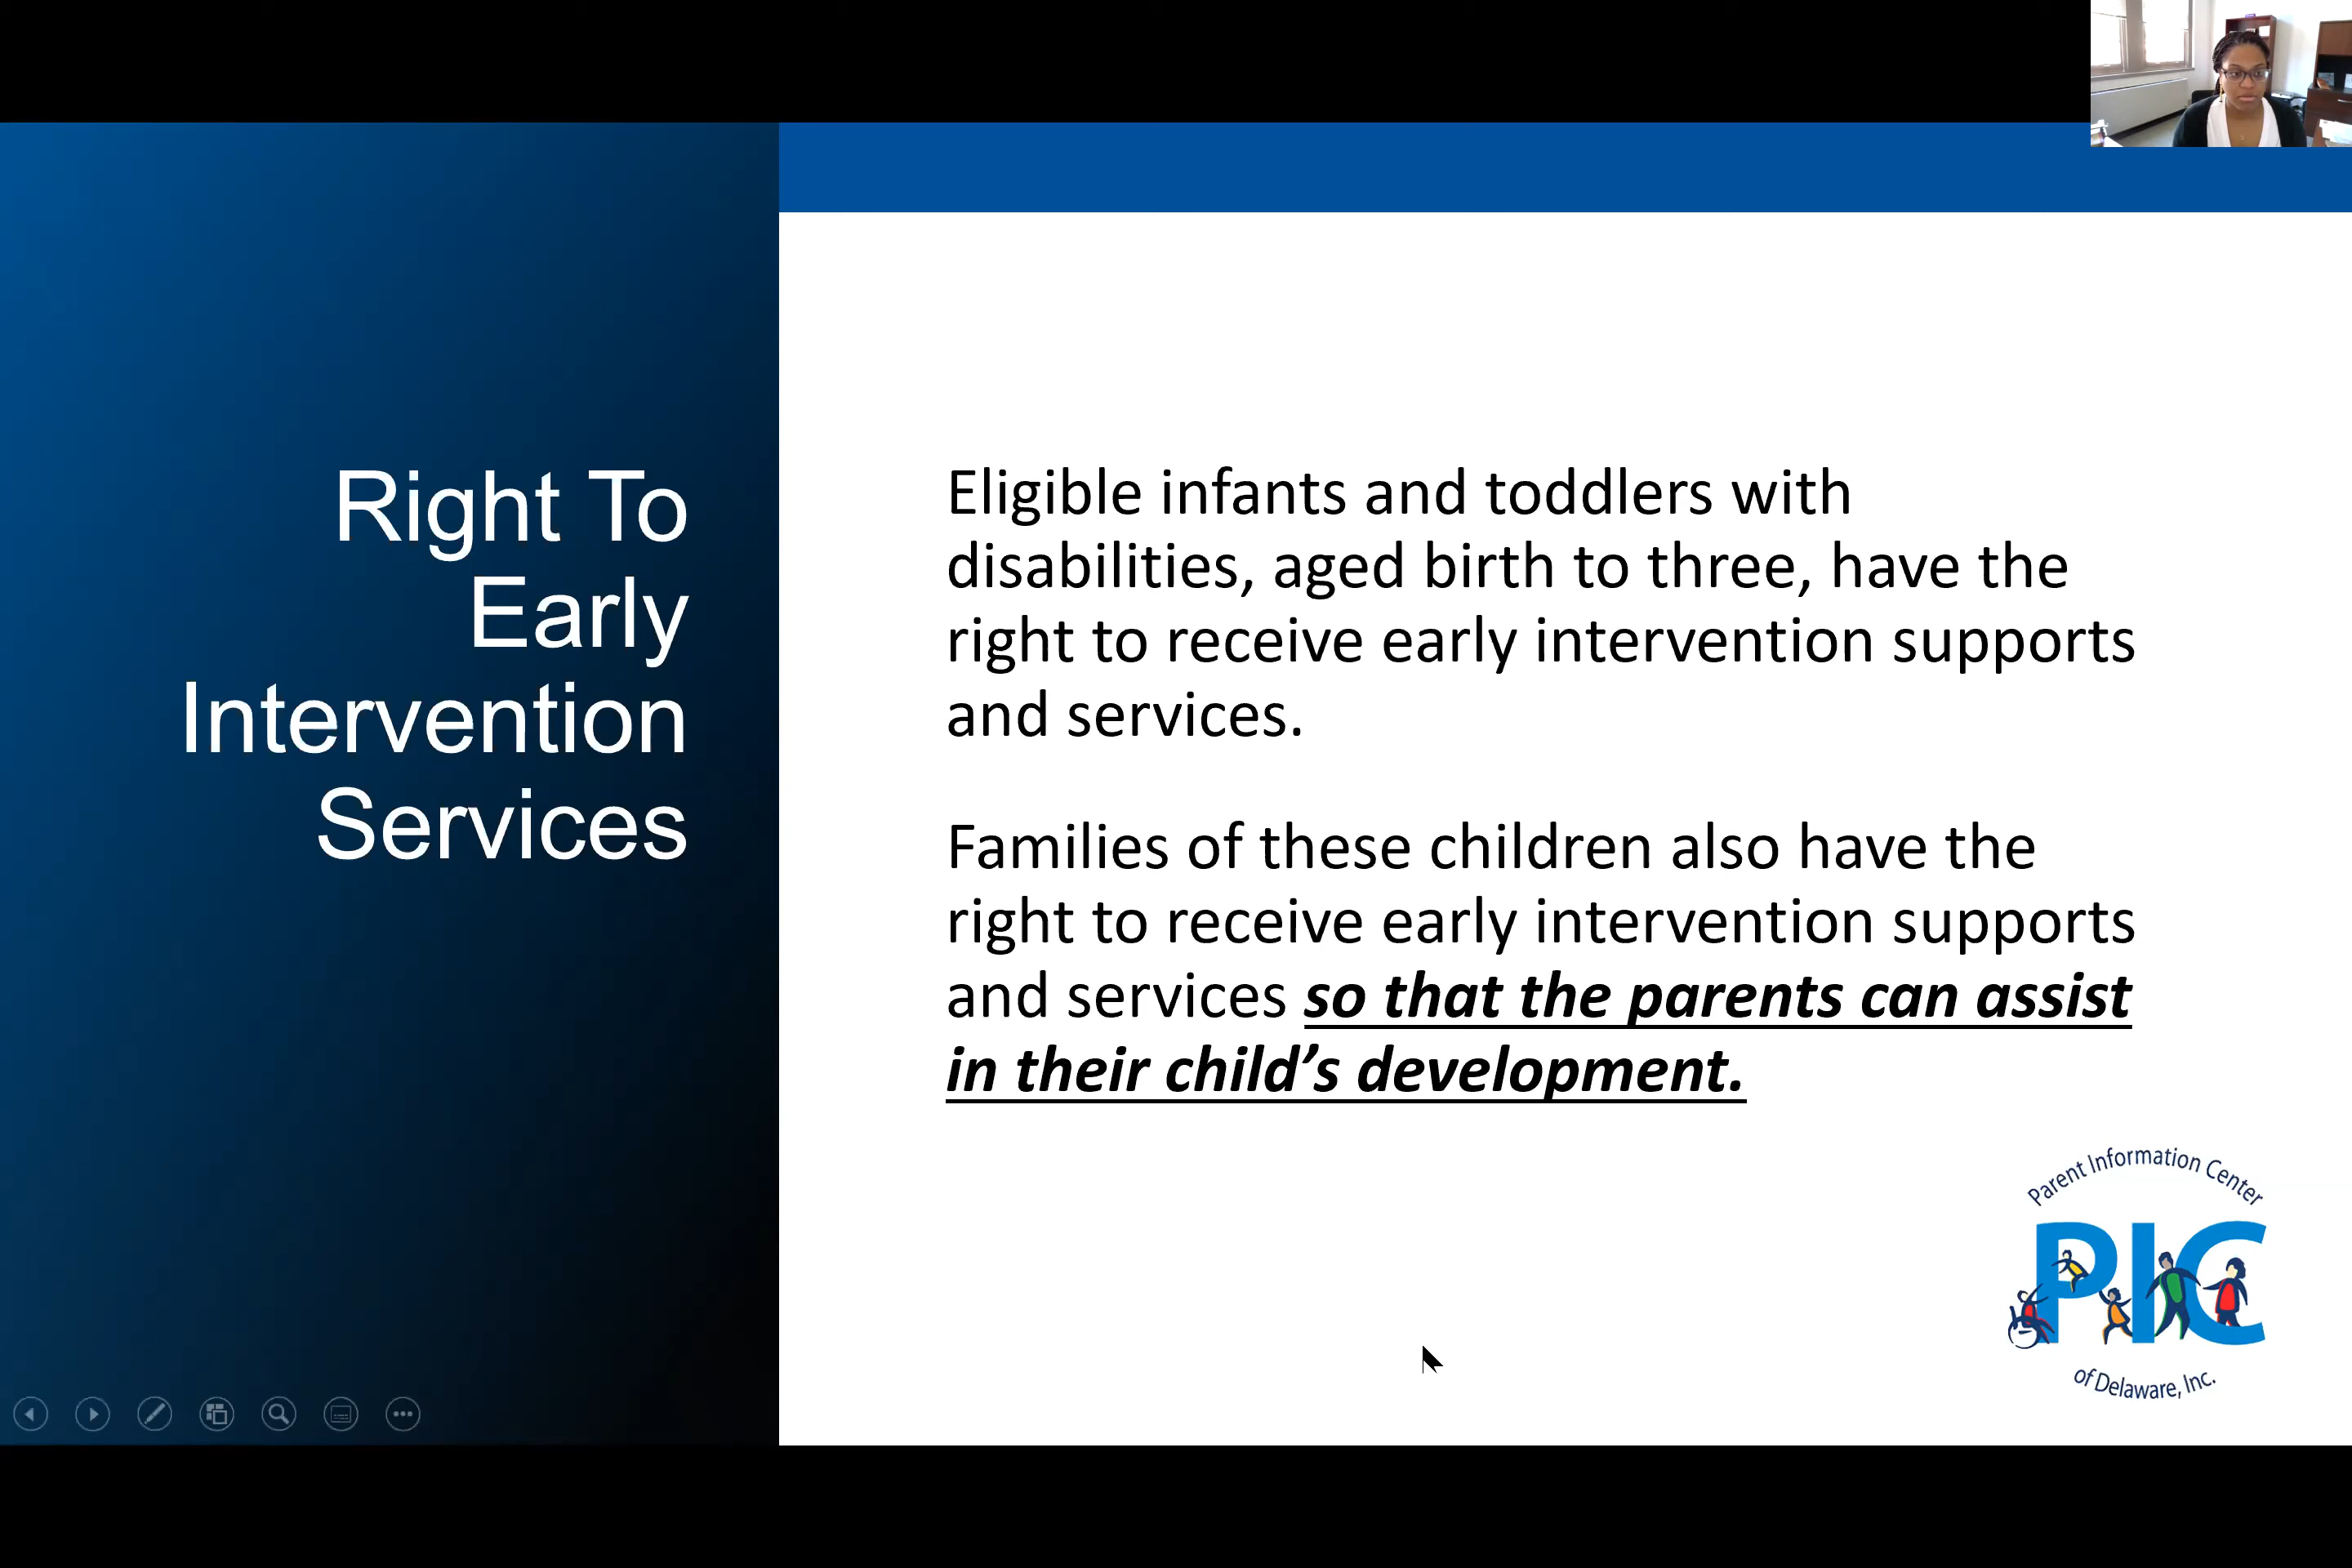 Right To
Early
Intervention
Services
Eligible infants and toddlers with
disabilities, aged birth to three, have the
right to receive early intervention supports
and services.
Families of these children also have the
right to receive early intervention supports
and services so that the parents can assist
in their child’s development.
Parent Information Center
PIC
of Delaware, Inc.